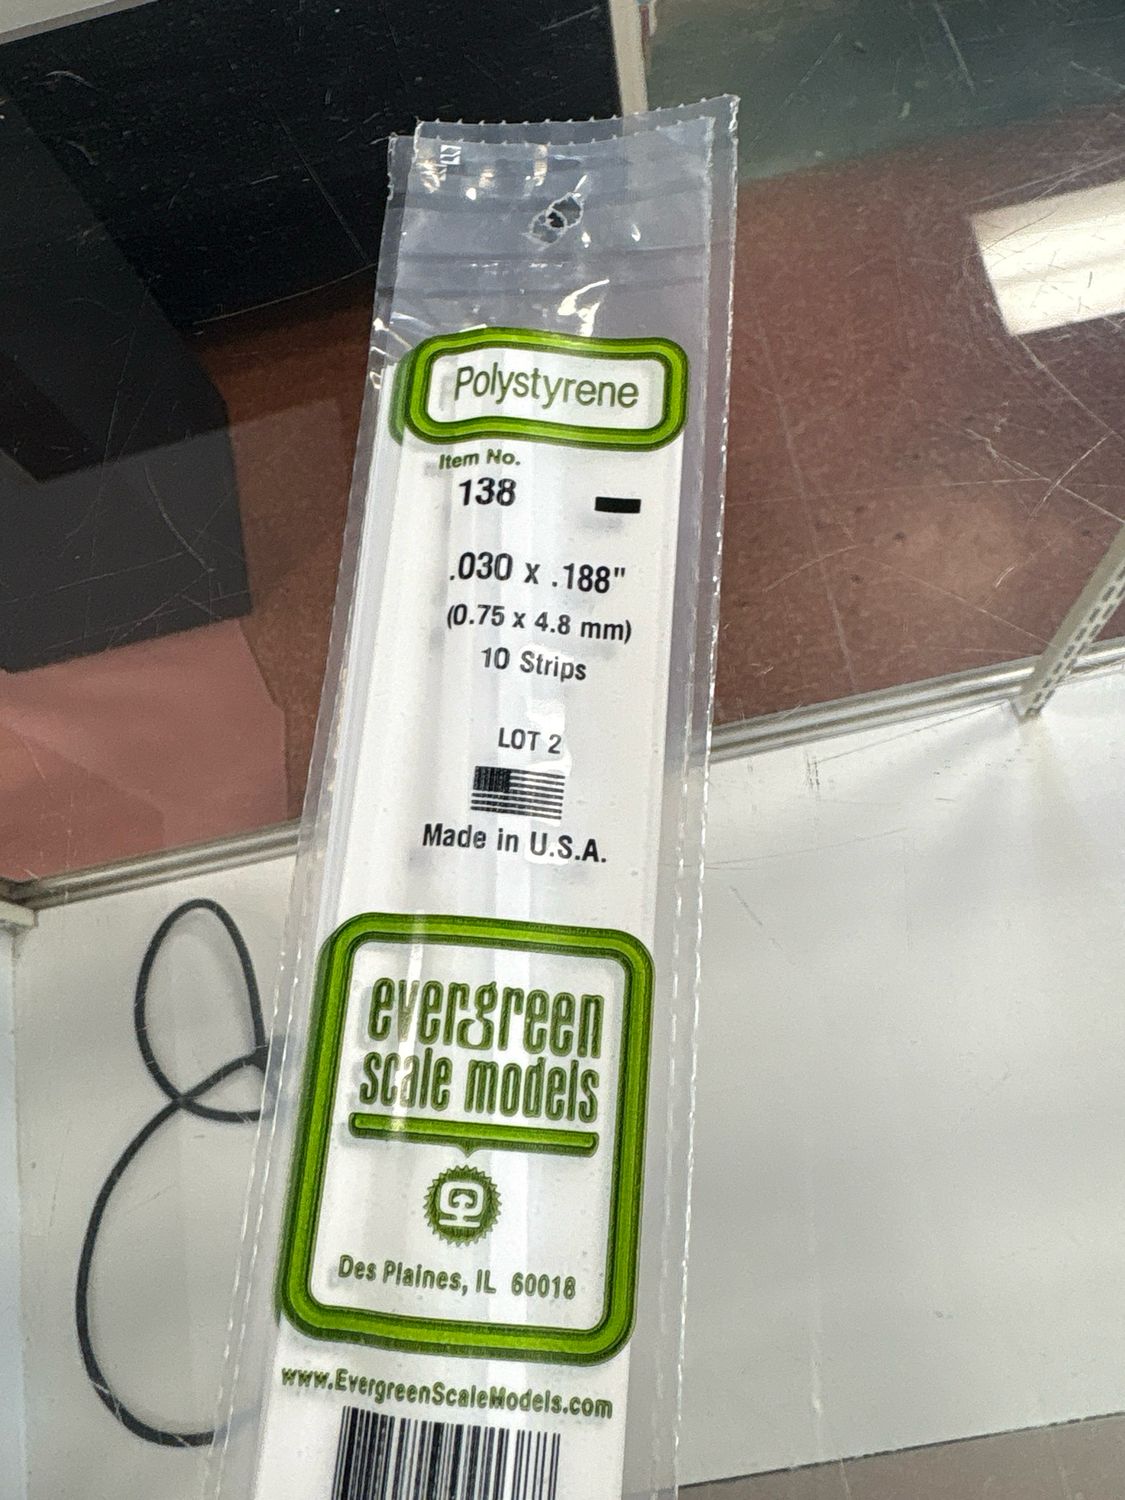 Polystyrene
Item No.
138
.030 x .188"
(0.75 x 4.8 mm)
10 Strips
LOT 2
Made in U.S.A.
evergreen
scale models
Des Plaines, IL 60018
www.EvergreenScaleModels.com